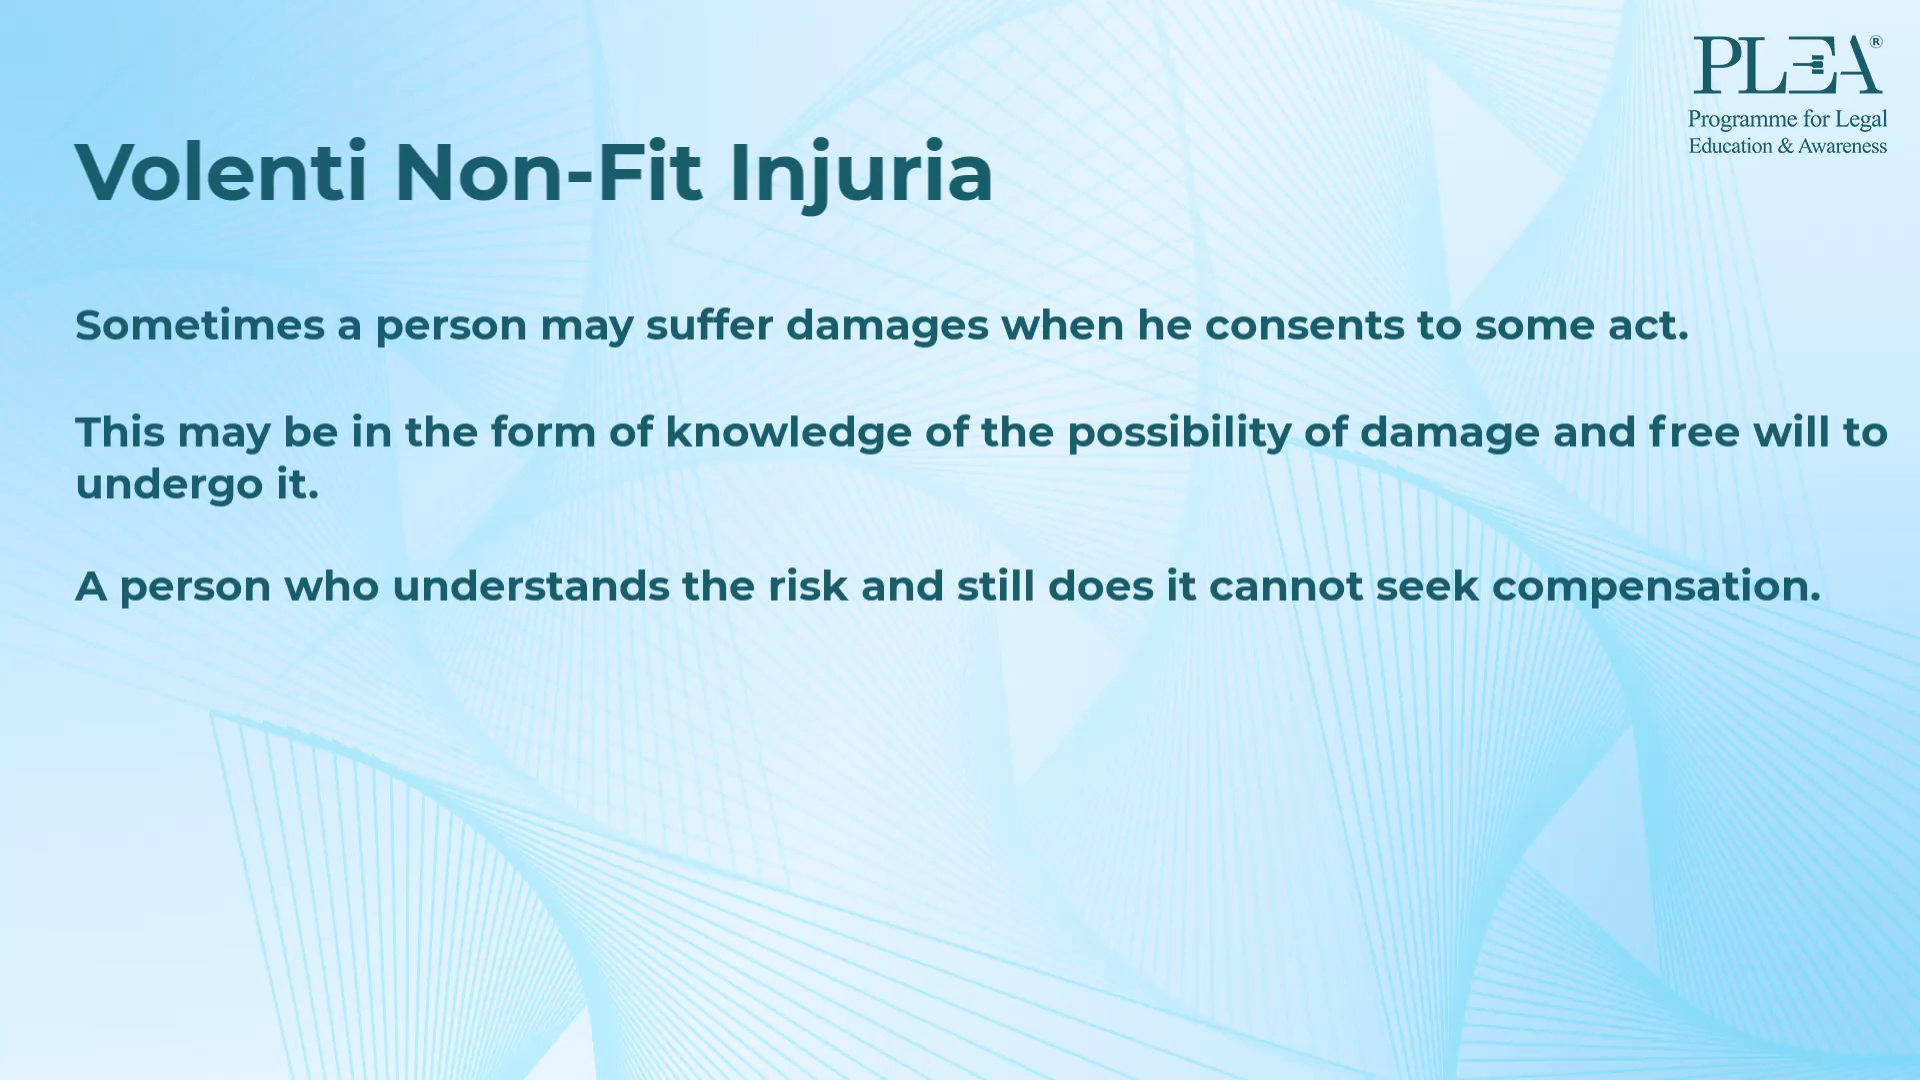 PLEA®
Programme for Legal
Education & Awareness
Volenti Non-Fit Injuria
Sometimes a person may suffer damages when he consents to some act.
This may be in the form of knowledge of the possibility of damage and free will to
undergo it.
A person who understands the risk and still does it cannot seek compensation.